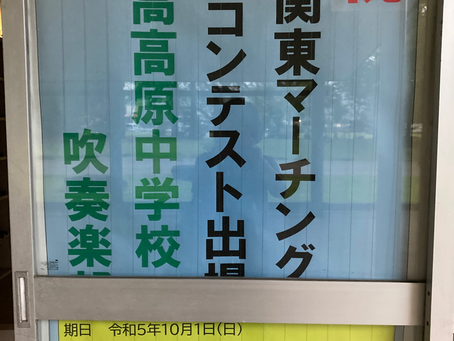 関東マーチング
コンテスト出場
高高原中学校
吹奏楽
期日　令和5年10月1日(日)